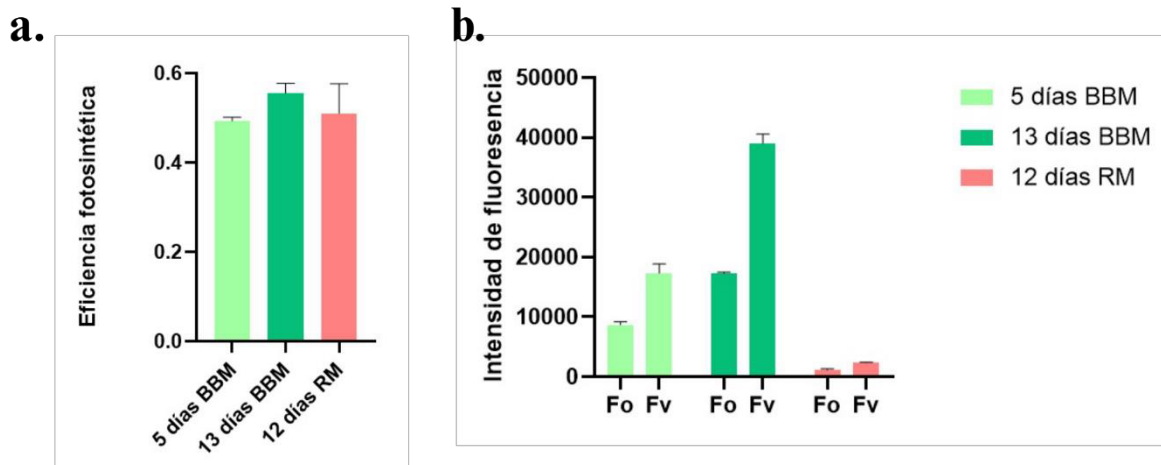 a.
Eficiencia fotosintética
0.6
0.4
0.2
0.0
5 días BBM
13 días BBM
12 días RM
b.
Intensidad de fluoresencia
50000
40000
30000
20000
10000
0
Fo Fv Fo Fv Fo Fv
5 días BBM
13 días BBM
12 días RM